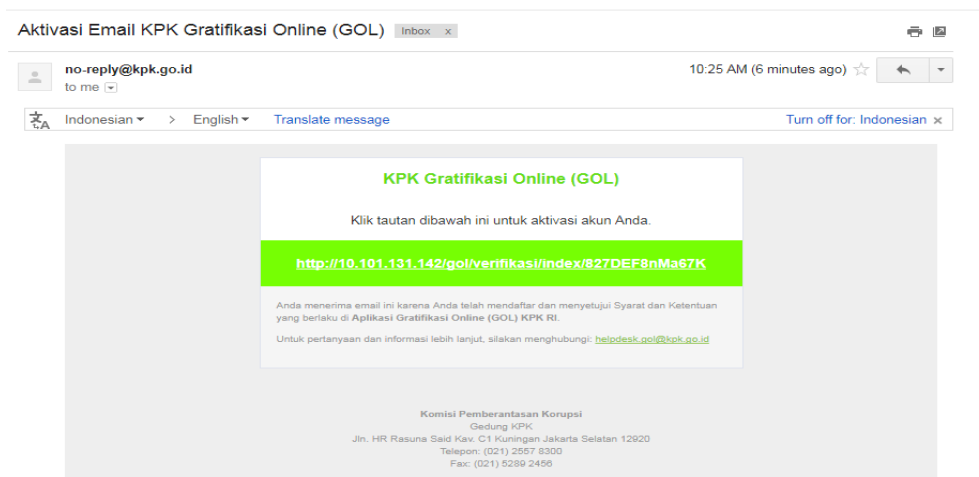 Aktivasi Email KPK Gratifikasi Online (GOL) Inbox x
no-reply@kpk.go.id 10:25 AM (6 minutes ago)
to me
Indonesian > English Translate message Turn off for: Indonesian x
KPK Gratifikasi Online (GOL)
Klik tautan dibawah ini untuk aktivasi akun Anda.
http://10.101.131.142/gol/verifikasi/index/827DEF8nMa67K
Anda menerima email ini karena Anda telah mendaftar dan menyetujui Syarat dan Ketentuan
yang berlaku di Aplikasi Gratifikasi Online (GOL) KPK RI.
Untuk pertanyaan dan informasi lebih lanjut, silakan menghubungi: helpdesk.gol@kpk.go.id
Komisi Pemberantasan Korupsi
Gedung KPK
Jln. HR Rasuna Said Kav. C1 Kuningan Jakarta Selatan 12920
Telepon: (021) 2557 8300
Fax: (021) 5289 2456